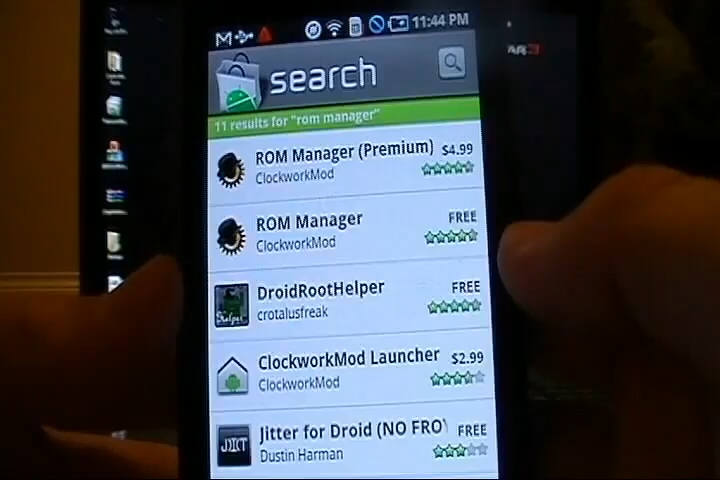 11:44 PM
search
11 results for "rom manager"
ROM Manager (Premium) $4.99
ClockworkMod
ROM Manager FREE
ClockworkMod
DroidRootHelper FREE
crotalusfreak
Helper
ClockworkMod Launcher $2.99
ClockworkMod
Jitter for Droid (NO FRO FREE
Dustin Harman